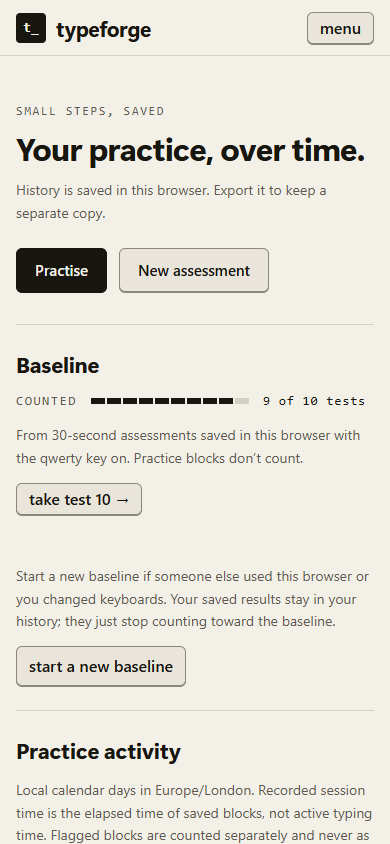 t_ typeforge menu
SMALL STEPS, SAVED
Your practice, over time.
History is saved in this browser. Export it to keep a
separate copy.
Practise New assessment
Baseline
COUNTED 9 of 10 tests
From 30-second assessments saved in this browser with
the qwerty key on. Practice blocks don’t count.
take test 10 →
Start a new baseline if someone else used this browser or
you changed keyboards. Your saved results stay in your
history; they just stop counting toward the baseline.
start a new baseline
Practice activity
Local calendar days in Europe/London. Recorded session
time is the elapsed time of saved blocks, not active typing
time. Flagged blocks are counted separately and never as